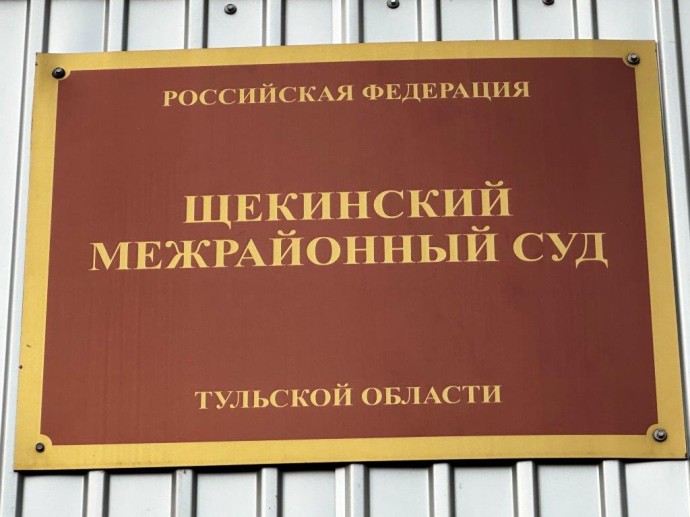 РОССИЙСКАЯ ФЕДЕРАЦИЯ
ЩЕКИНСКИЙ
МЕЖРАЙОННЫЙ СУД
ТУЛЬСКОЙ ОБЛАСТИ